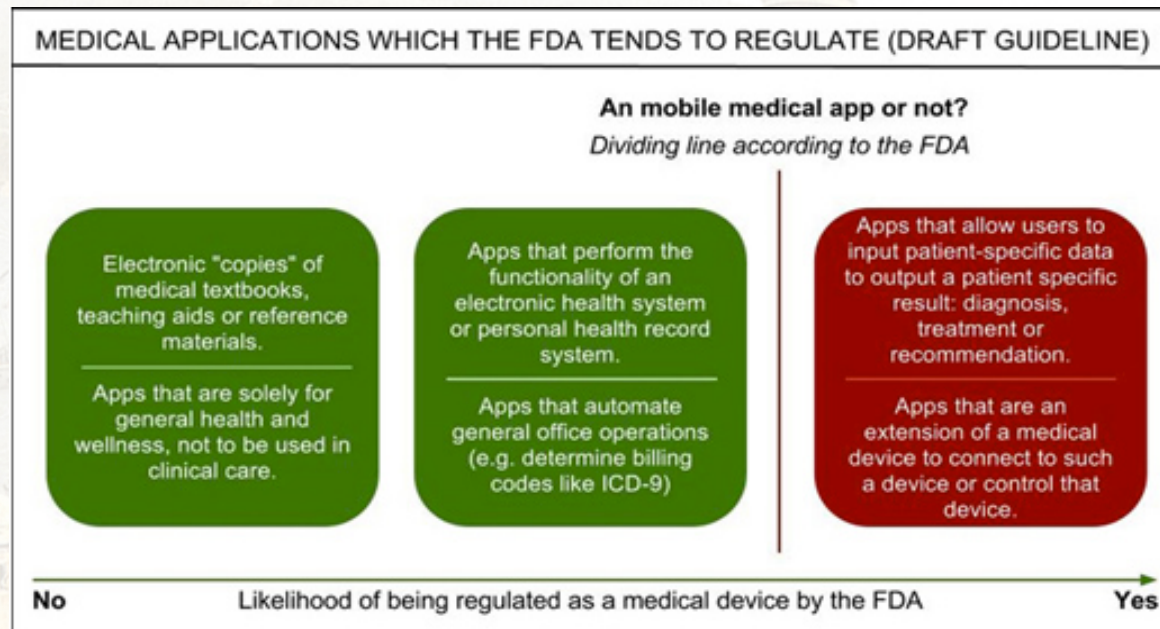 MEDICAL APPLICATIONS WHICH THE FDA TENDS TO REGULATE (DRAFT GUIDELINE)
An mobile medical app or not?
Dividing line according to the FDA
Electronic "copies" of
medical textbooks,
teaching aids or reference
materials.
Apps that are solely for
general health and
wellness, not to be used in
clinical care.
Apps that perform the
functionality of an
electronic health system
or personal health record
system.
Apps that automate
general office operations
(e.g. determine billing
codes like ICD-9)
Apps that allow users to
input patient-specific data
to output a patient specific
result: diagnosis,
treatment or
recommendation.
Apps that are an
extension of a medical
device to connect to such
a device or control that
device.
No Likelihood of being regulated as a medical device by the FDA Yes